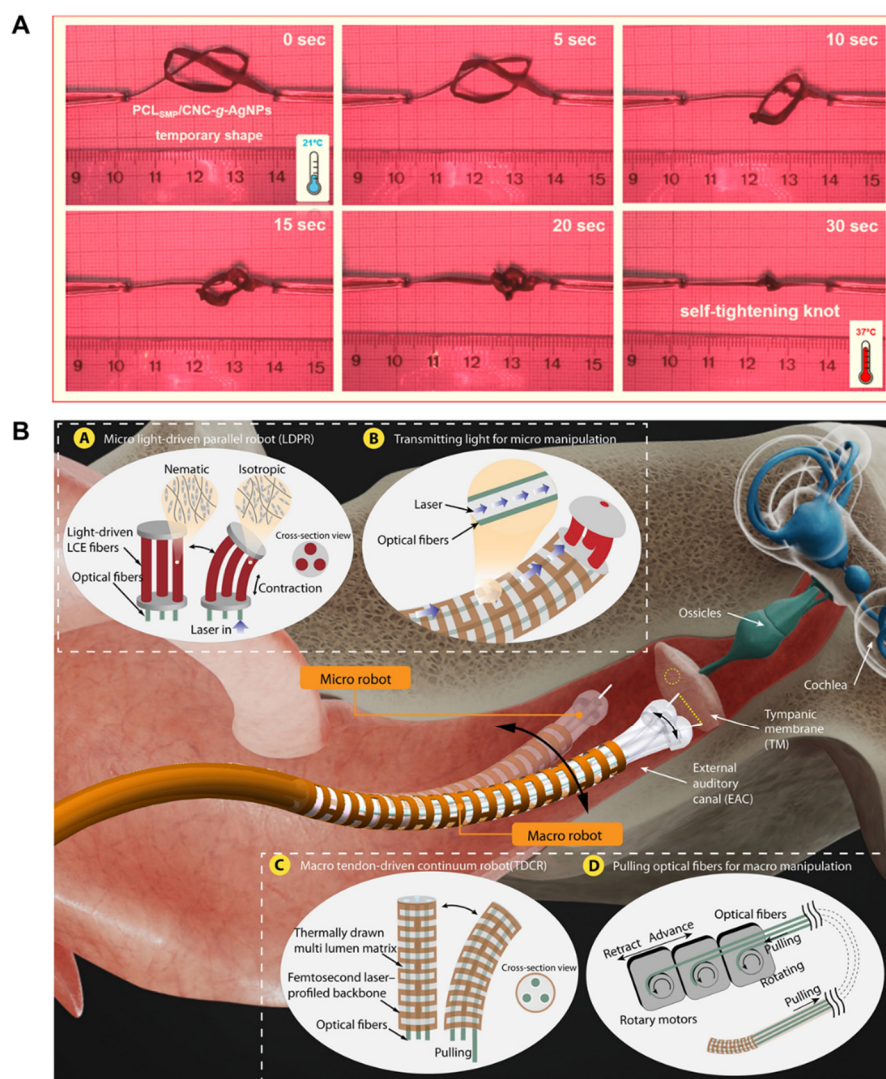 A
0 sec
PCLSMP/CNC-g-AgNPs
temporary shape
21°C
9 10 11 12 13 14 15
5 sec
9 10 11 12 13 14 15
10 sec
9 10 11 12 13 14 15
15 sec
9 10 11 12 13 14
20 sec
9 10 11 12 13 14
30 sec
self-tightening knot
37°C
9 10 11 12 13 14
B
A Micro light-driven parallel robot (LDPR)
Nematic
Isotropic
Light-driven
LCE fibers
Optical fibers
Cross-section view
Contraction
Laser in
B Transmitting light for micro manipulation
Laser
Optical fibers
Ossicles
Cochlea
Tympanic
membrane
(TM)
External
auditory
canal (EAC)
Micro robot
Macro robot
C Macro tendon-driven continuum robot(TDCR)
Thermally drawn
multi lumen matrix
Femtosecond laser–
profiled backbone
Optical fibers
Cross-section view
Pulling
D Pulling optical fibers for macro manipulation
Optical fibers
Retract Advance
Pulling
Rotating
Rotary motors
Pulling